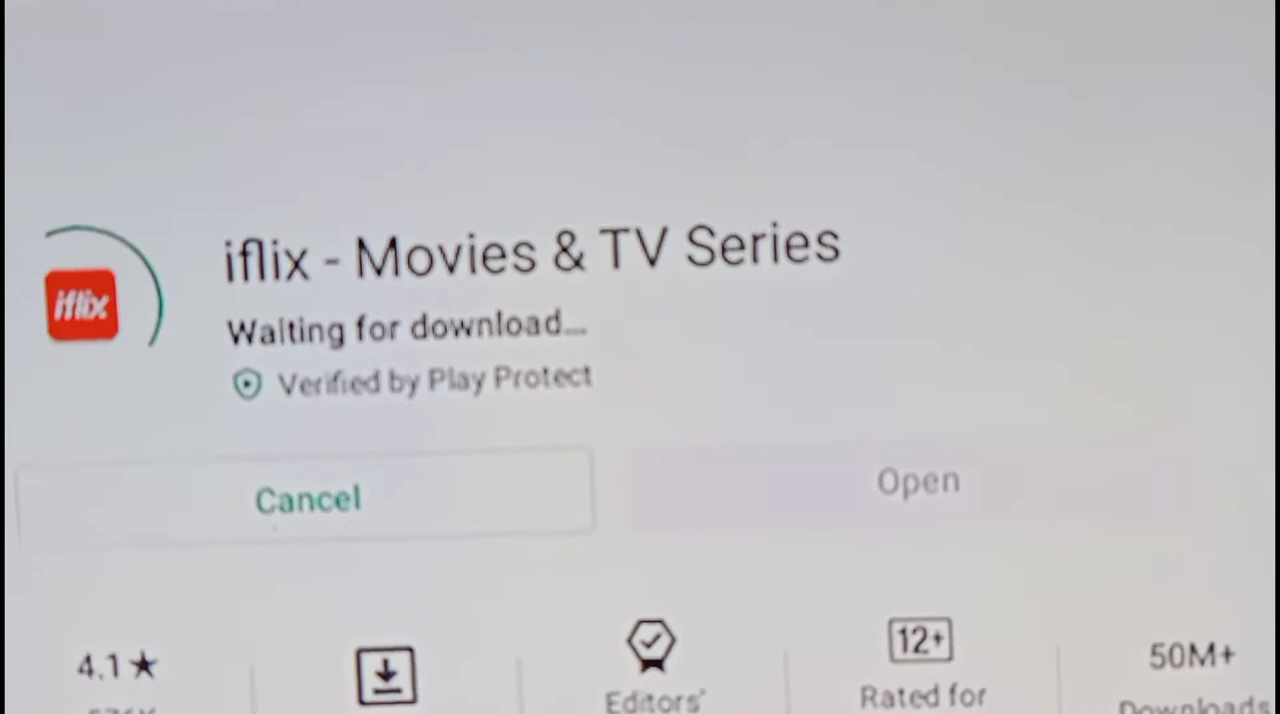 iflix
iflix - Movies & TV Series
Waiting for download...
Verified by Play Protect
Cancel
Open
4.1★
Editors'
12+
Rated for
50M+
Downloads